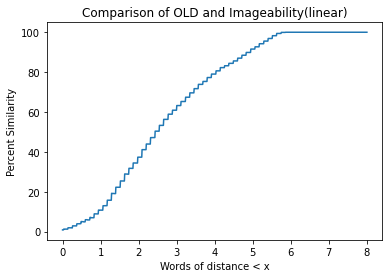 Comparison of OLD and Imageability(linear)
100
80
60
40
20
0
Percent Similarity
0 1 2 3 4 5 6 7 8
Words of distance < x